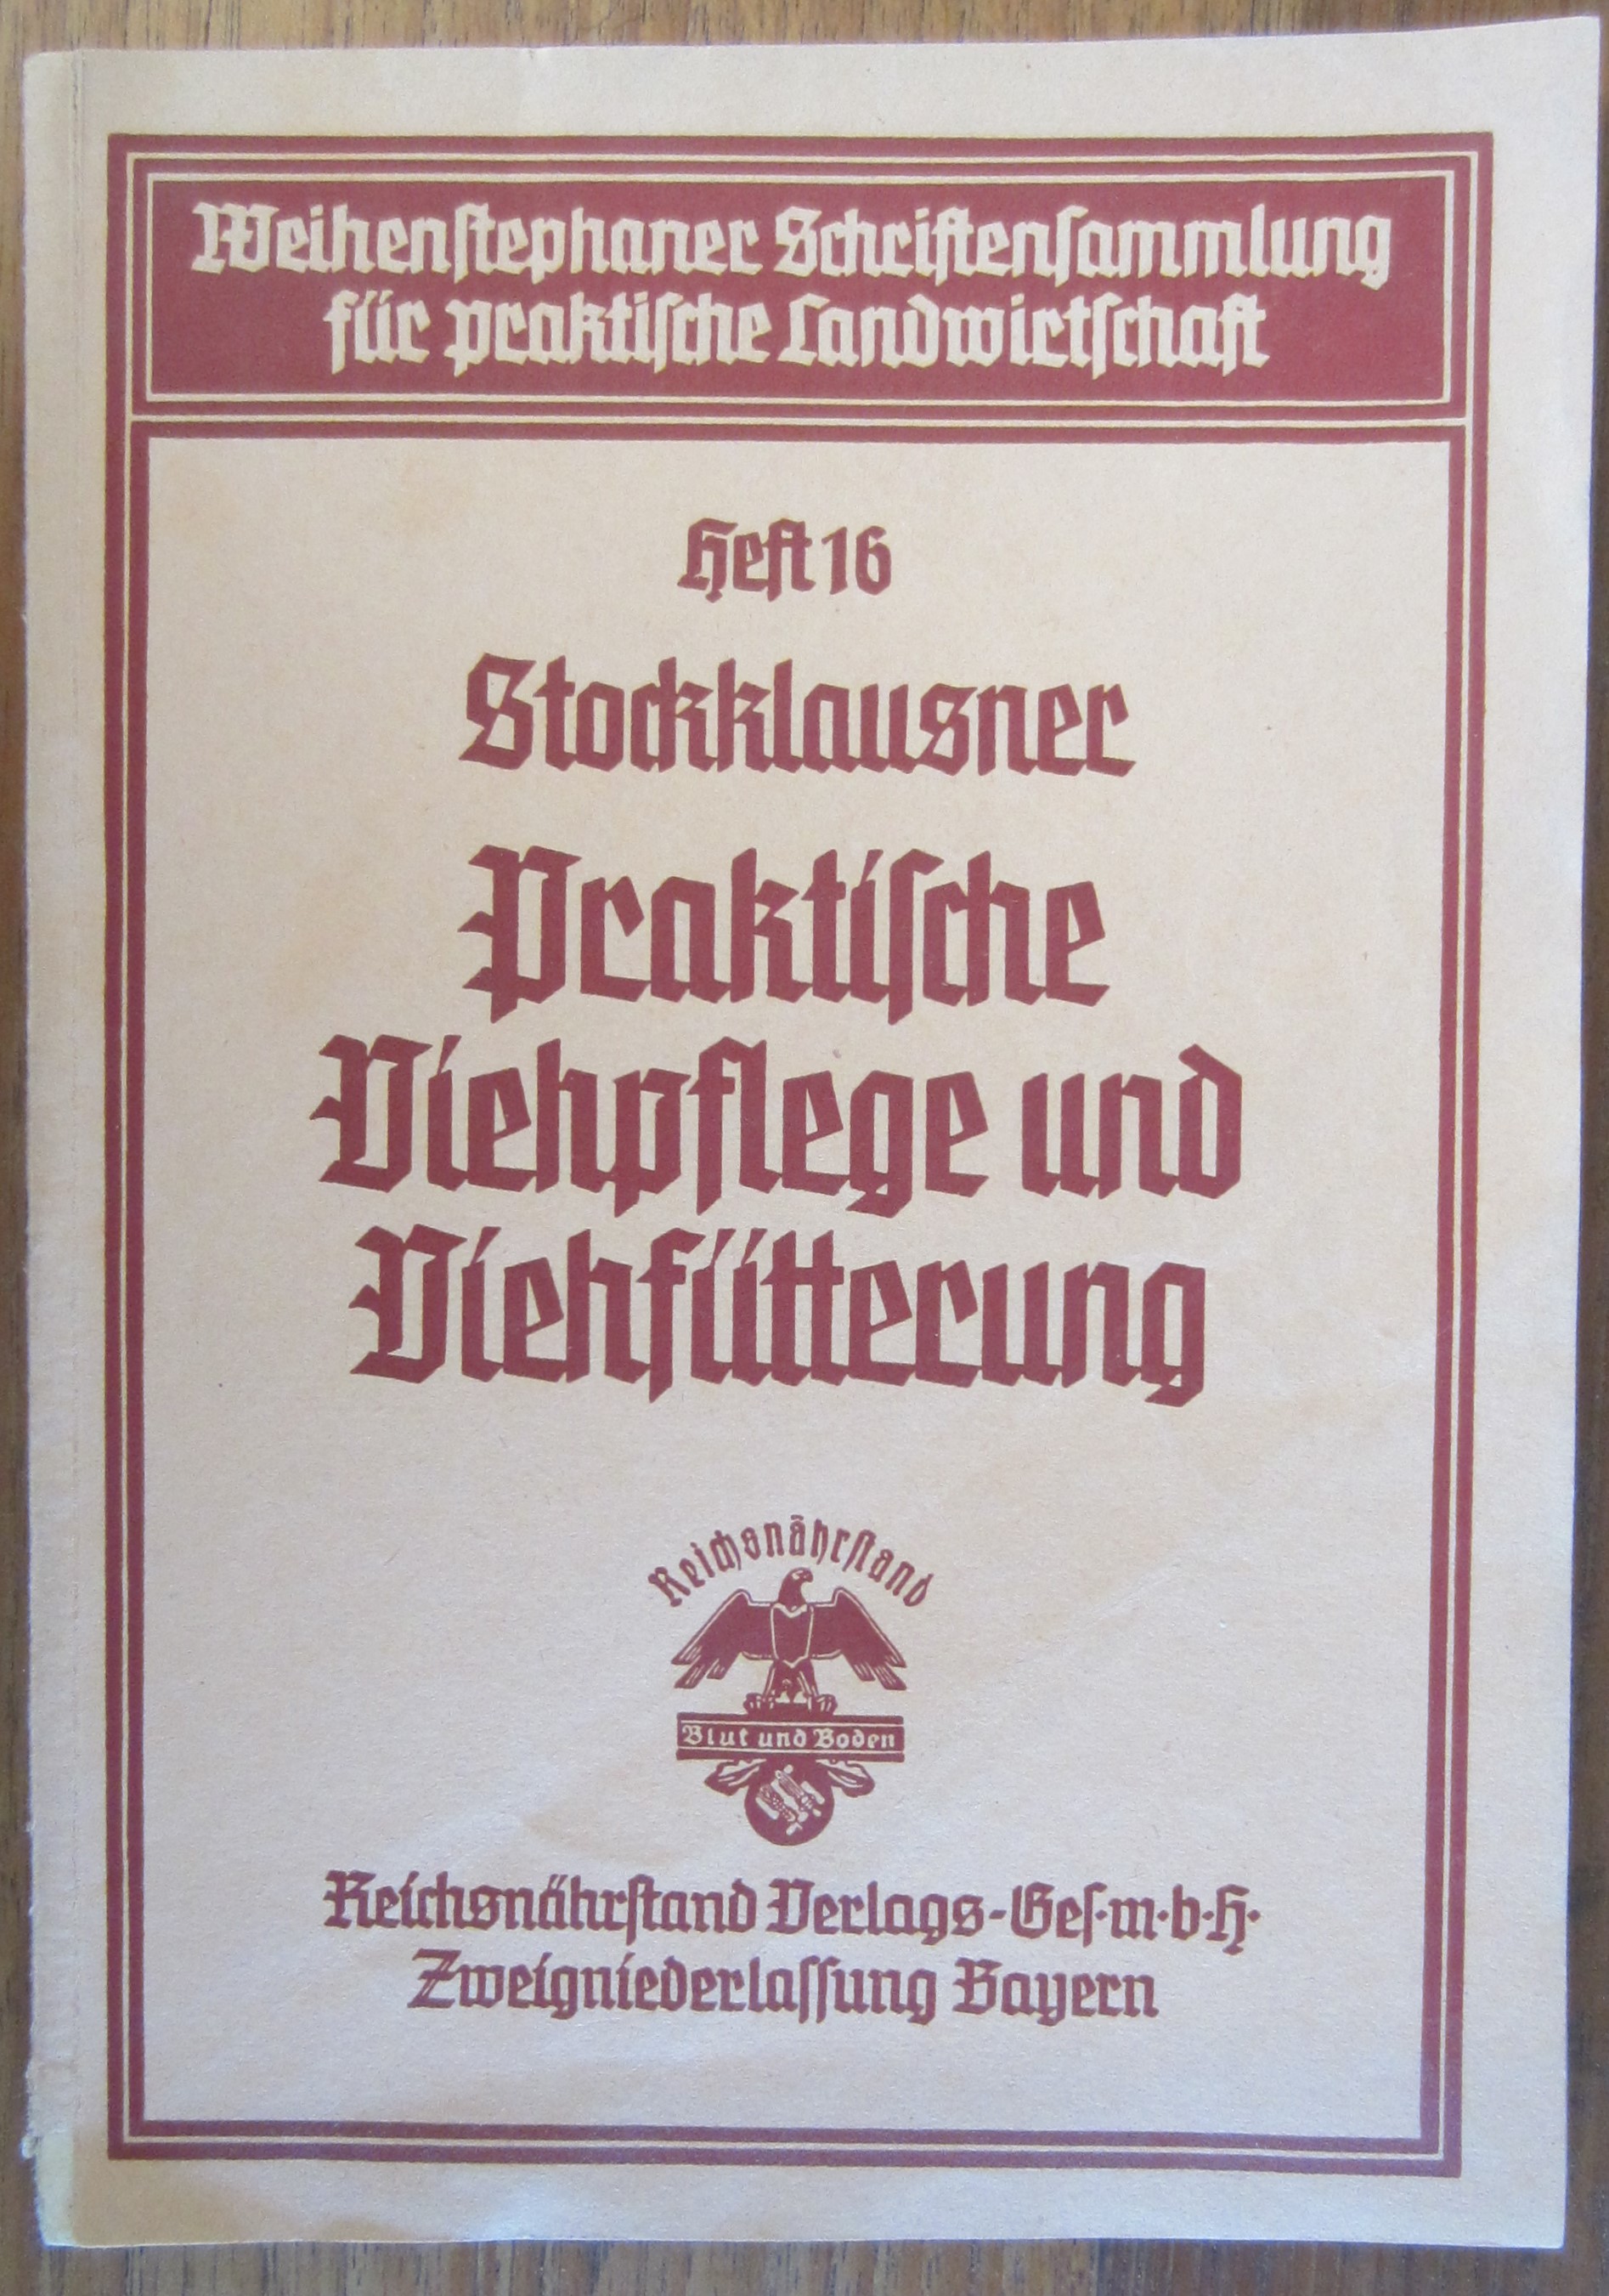 Weihenſtephaner Schriftenſammlung
für praktiſche Landwirtſchaft
Heft 16
Stockklausner
Praktiſche
Viehpflege und
Viehfütterung
Reichsnährſtand
Blut und Boden
Reichsnährſtand Verlags-Geſ·m·b·H·
Zweigniederlaſſung Bayern